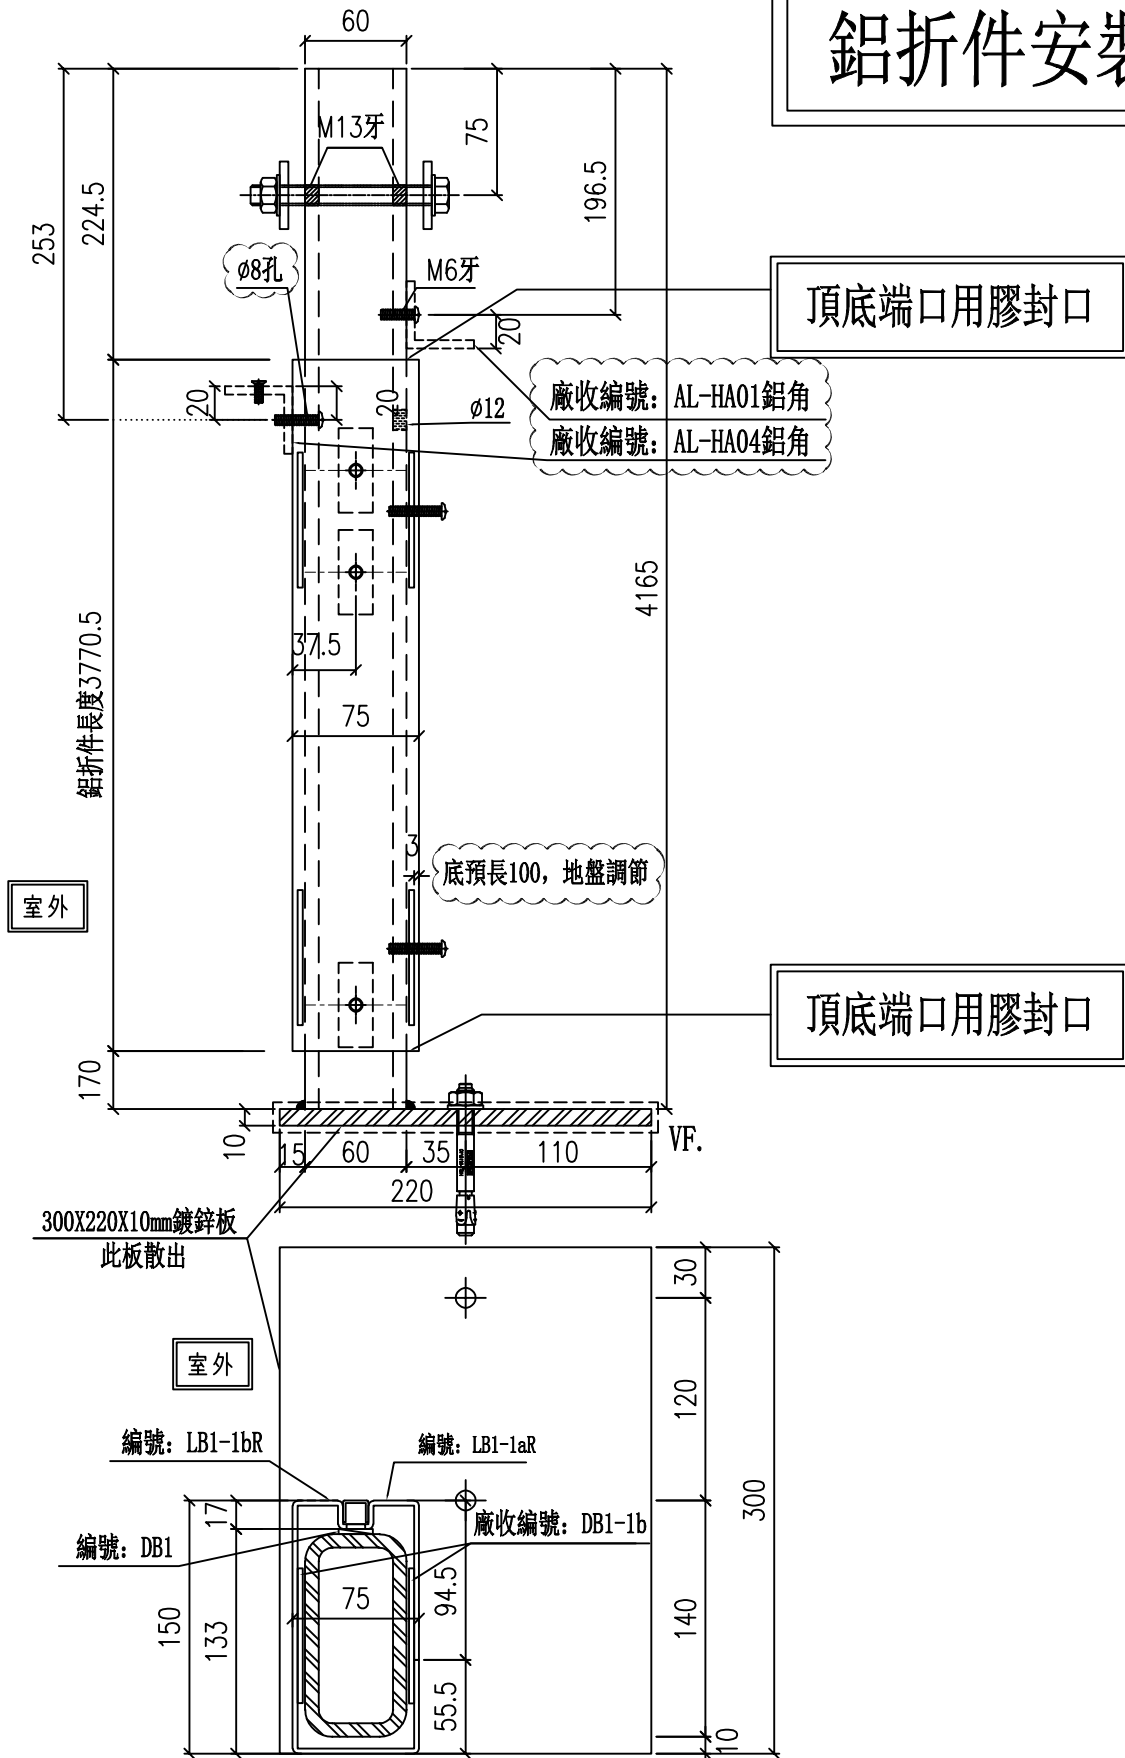 鋁折件安裝
60
M13牙
75
253
224.5
196.5
φ8孔
M6牙
頂底端口用膠封口
20
20
20
φ12
廠收編號: AL-HA01鋁角
廠收編號: AL-HA04鋁角
4165
37.5
鋁折件長度3770.5
75
3
底預長100, 地盤調節
室外
頂底端口用膠封口
170
10
15
60
35
110
VF.
220
300X220X10mm鍍鋅板
此板散出
30
室外
120
編號: LB1-1bR
編號: LB1-1aR
300
17
廠收編號: DB1-1b
編號: DB1
75
94.5
150
133
140
55.5
10